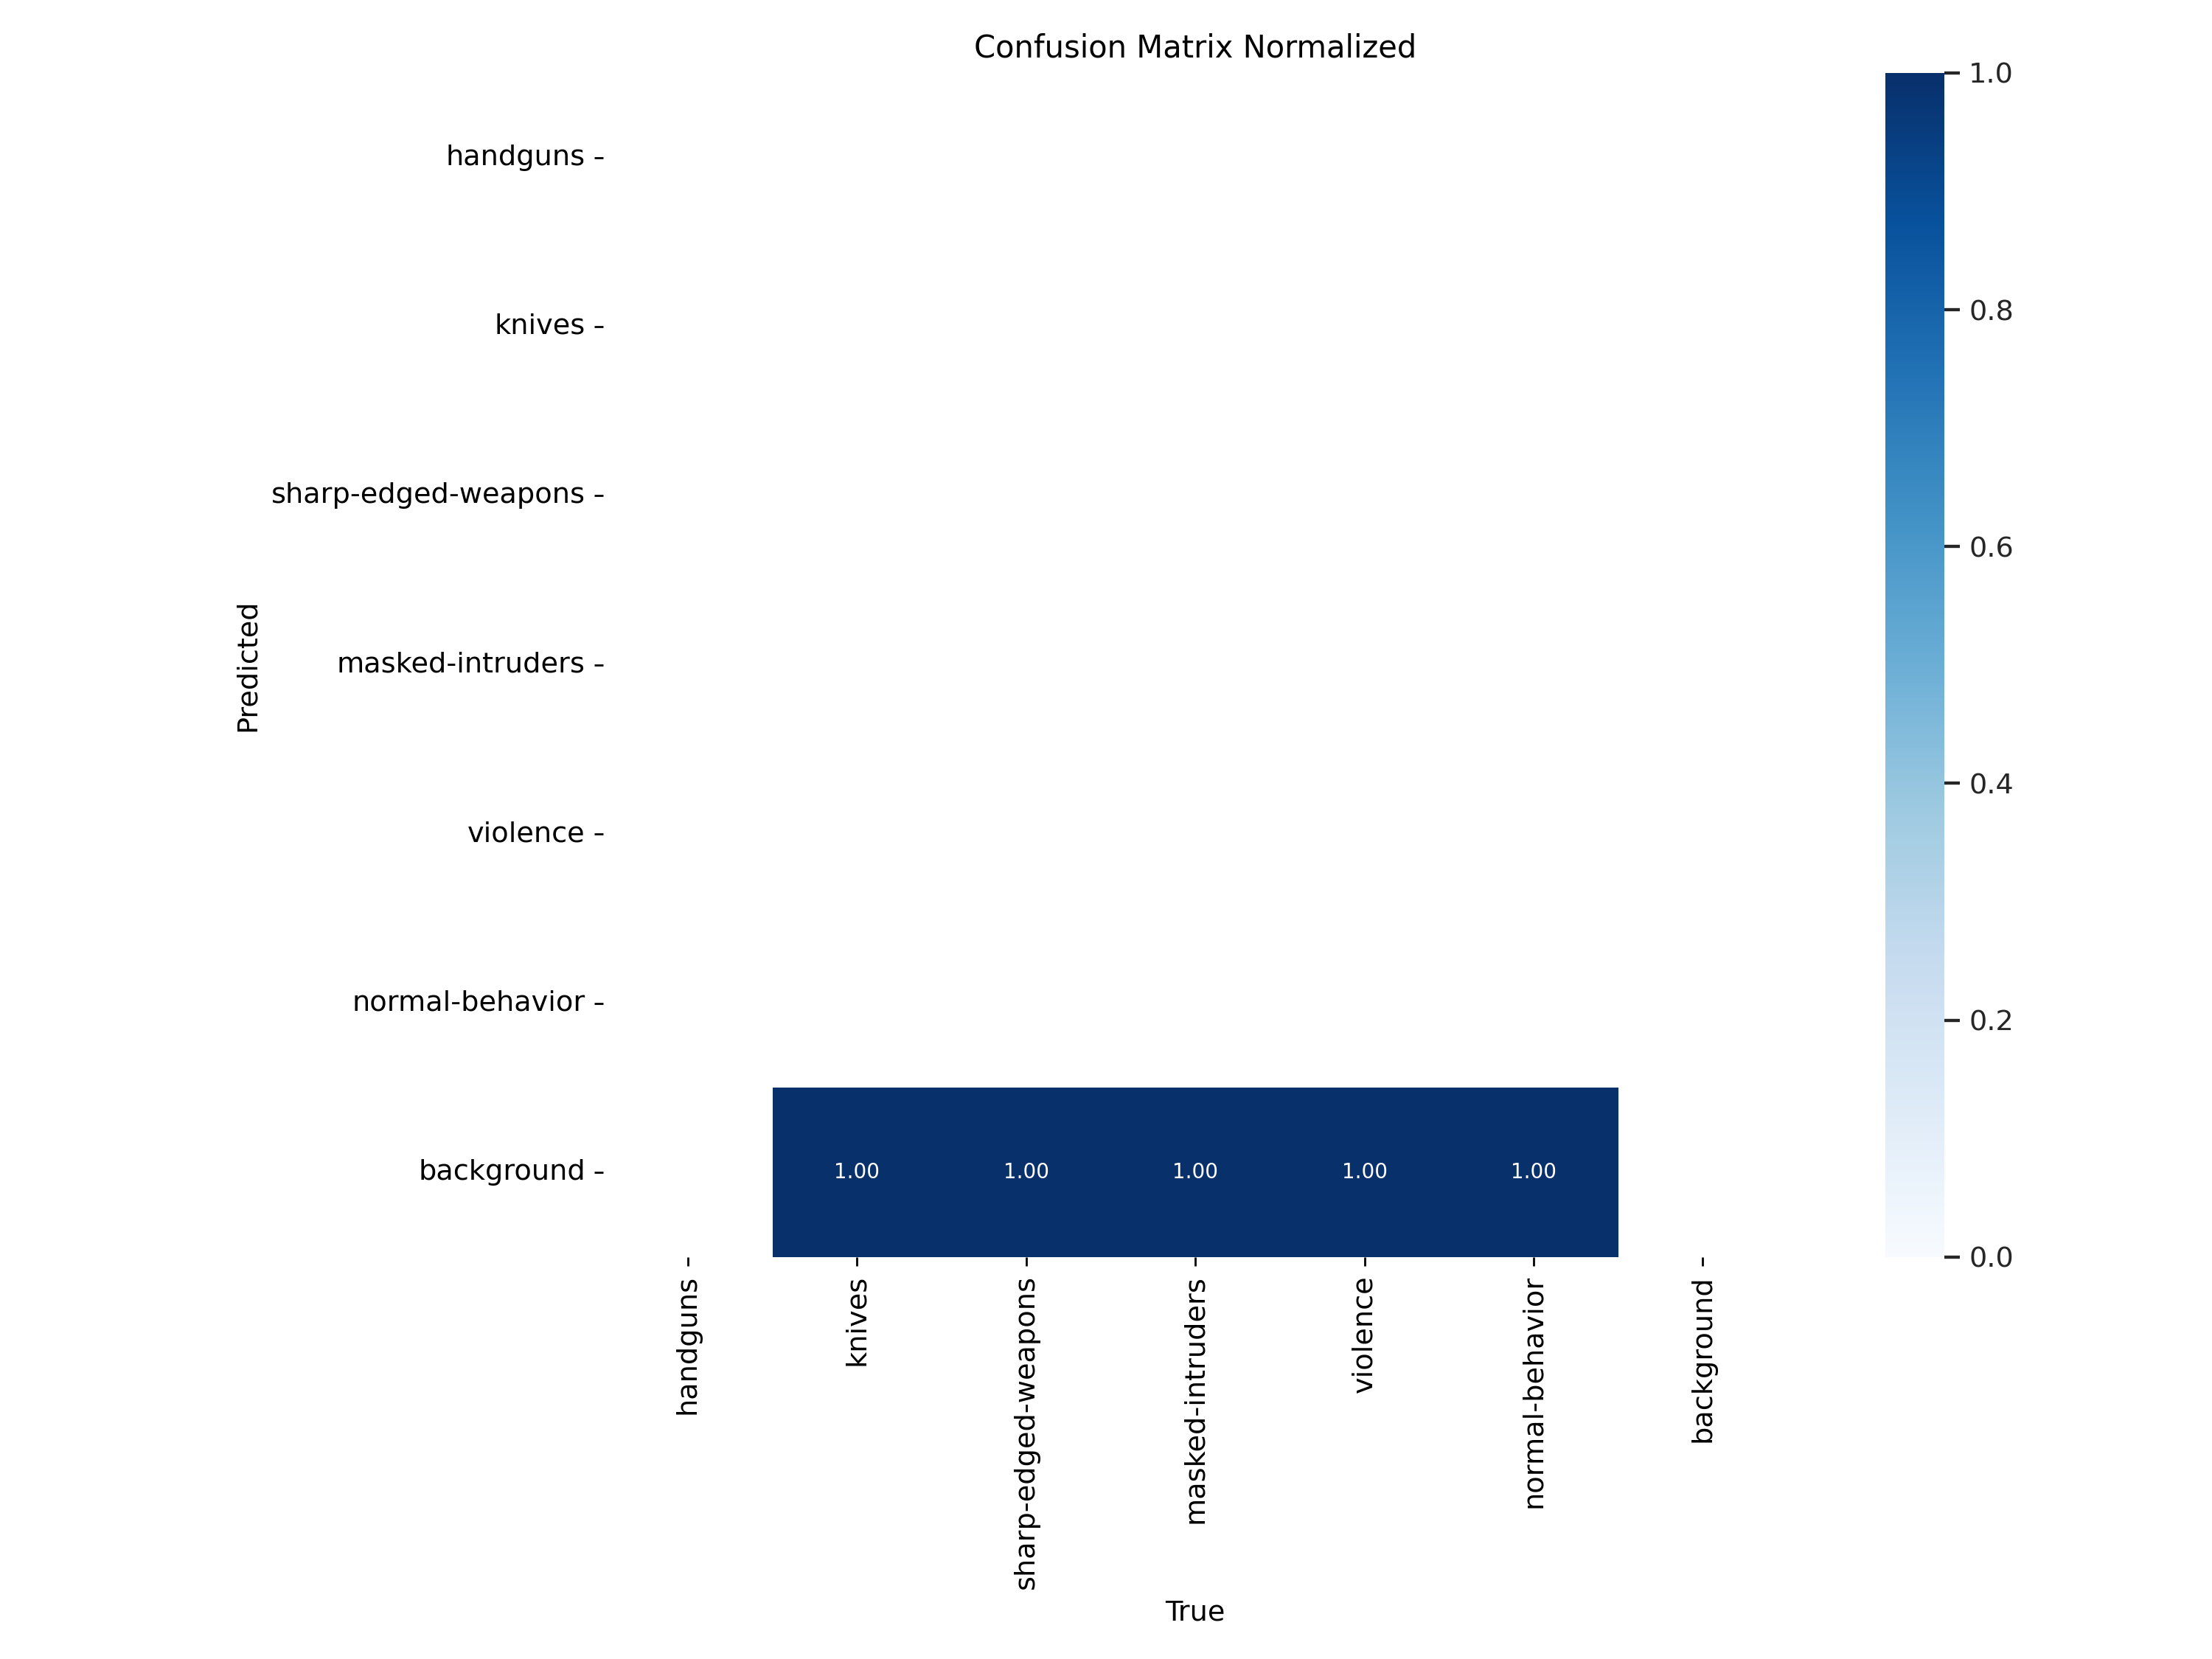 Confusion Matrix Normalized
handguns
knives
sharp-edged-weapons
masked-intruders
violence
normal-behavior
background
Predicted
1.00 1.00 1.00 1.00 1.00
handguns
knives
sharp-edged-weapons
masked-intruders
violence
normal-behavior
background
True
1.0
0.8
0.6
0.4
0.2
0.0